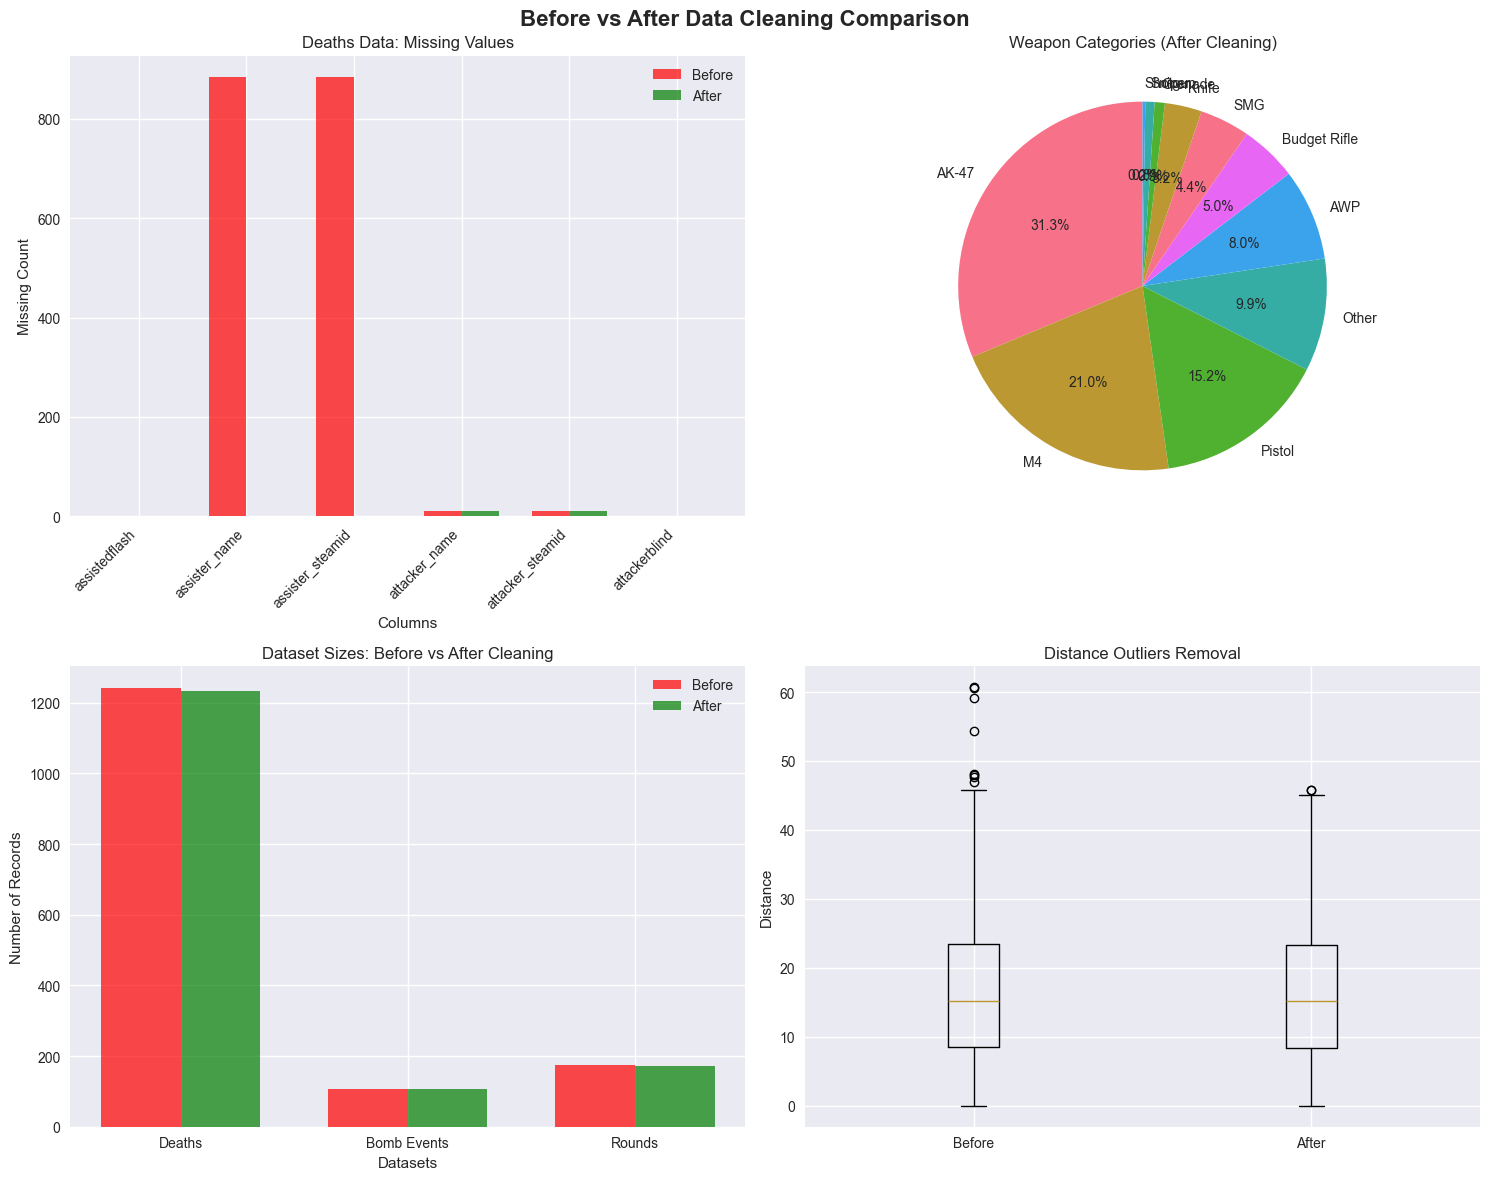 Before vs After Data Cleaning Comparison
Deaths Data: Missing Values
Before
After
800
600
400
200
0
Missing Count
assistedflash
assister_name
assister_steamid
attacker_name
attacker_steamid
attackerblind
Columns
Weapon Categories (After Cleaning)
Knife
SMG
Budget Rifle
AWP
Other
Pistol
M4
AK-47
31.3%
21.0%
15.2%
9.9%
8.0%
5.0%
4.4%
Dataset Sizes: Before vs After Cleaning
Before
After
1200
1000
800
600
400
200
0
Number of Records
Deaths
Bomb Events
Rounds
Datasets
Distance Outliers Removal
60
50
40
30
20
10
0
Distance
Before
After